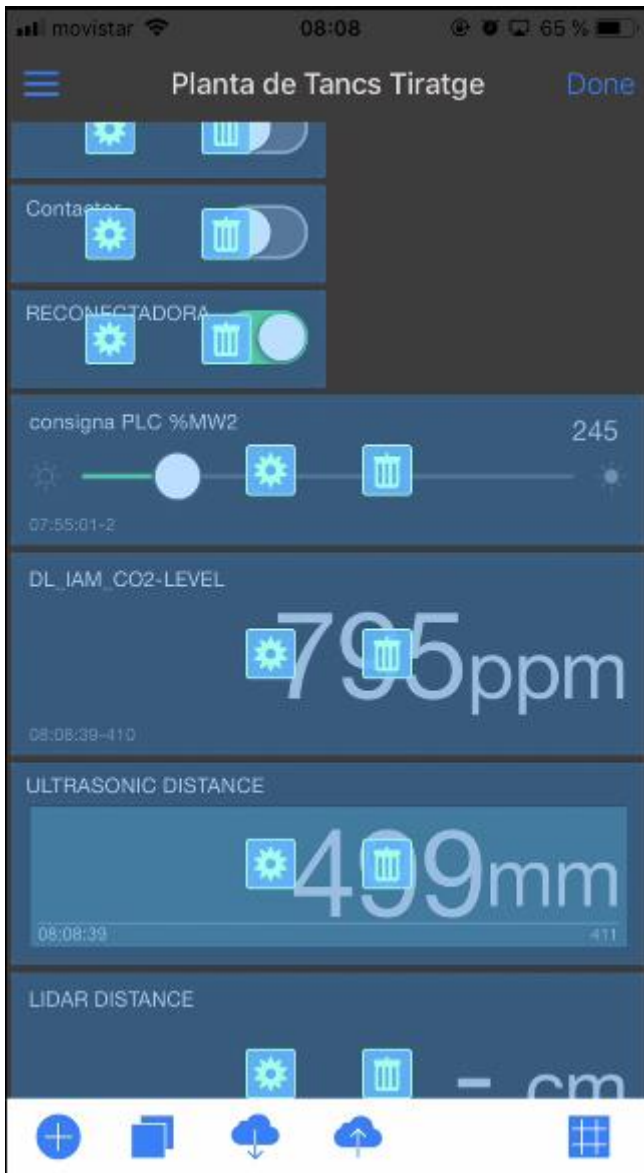 movistar 08:08 65 %
Planta de Tancs Tiratge Done
Contactor
RECONECTADORA
consigna PLC %MW2
245
07:55:01-2
DL_IAM_CO2-LEVEL
795ppm
08:08:39-410
ULTRASONIC DISTANCE
499mm
08:08:39 411
LIDAR DISTANCE
- cm